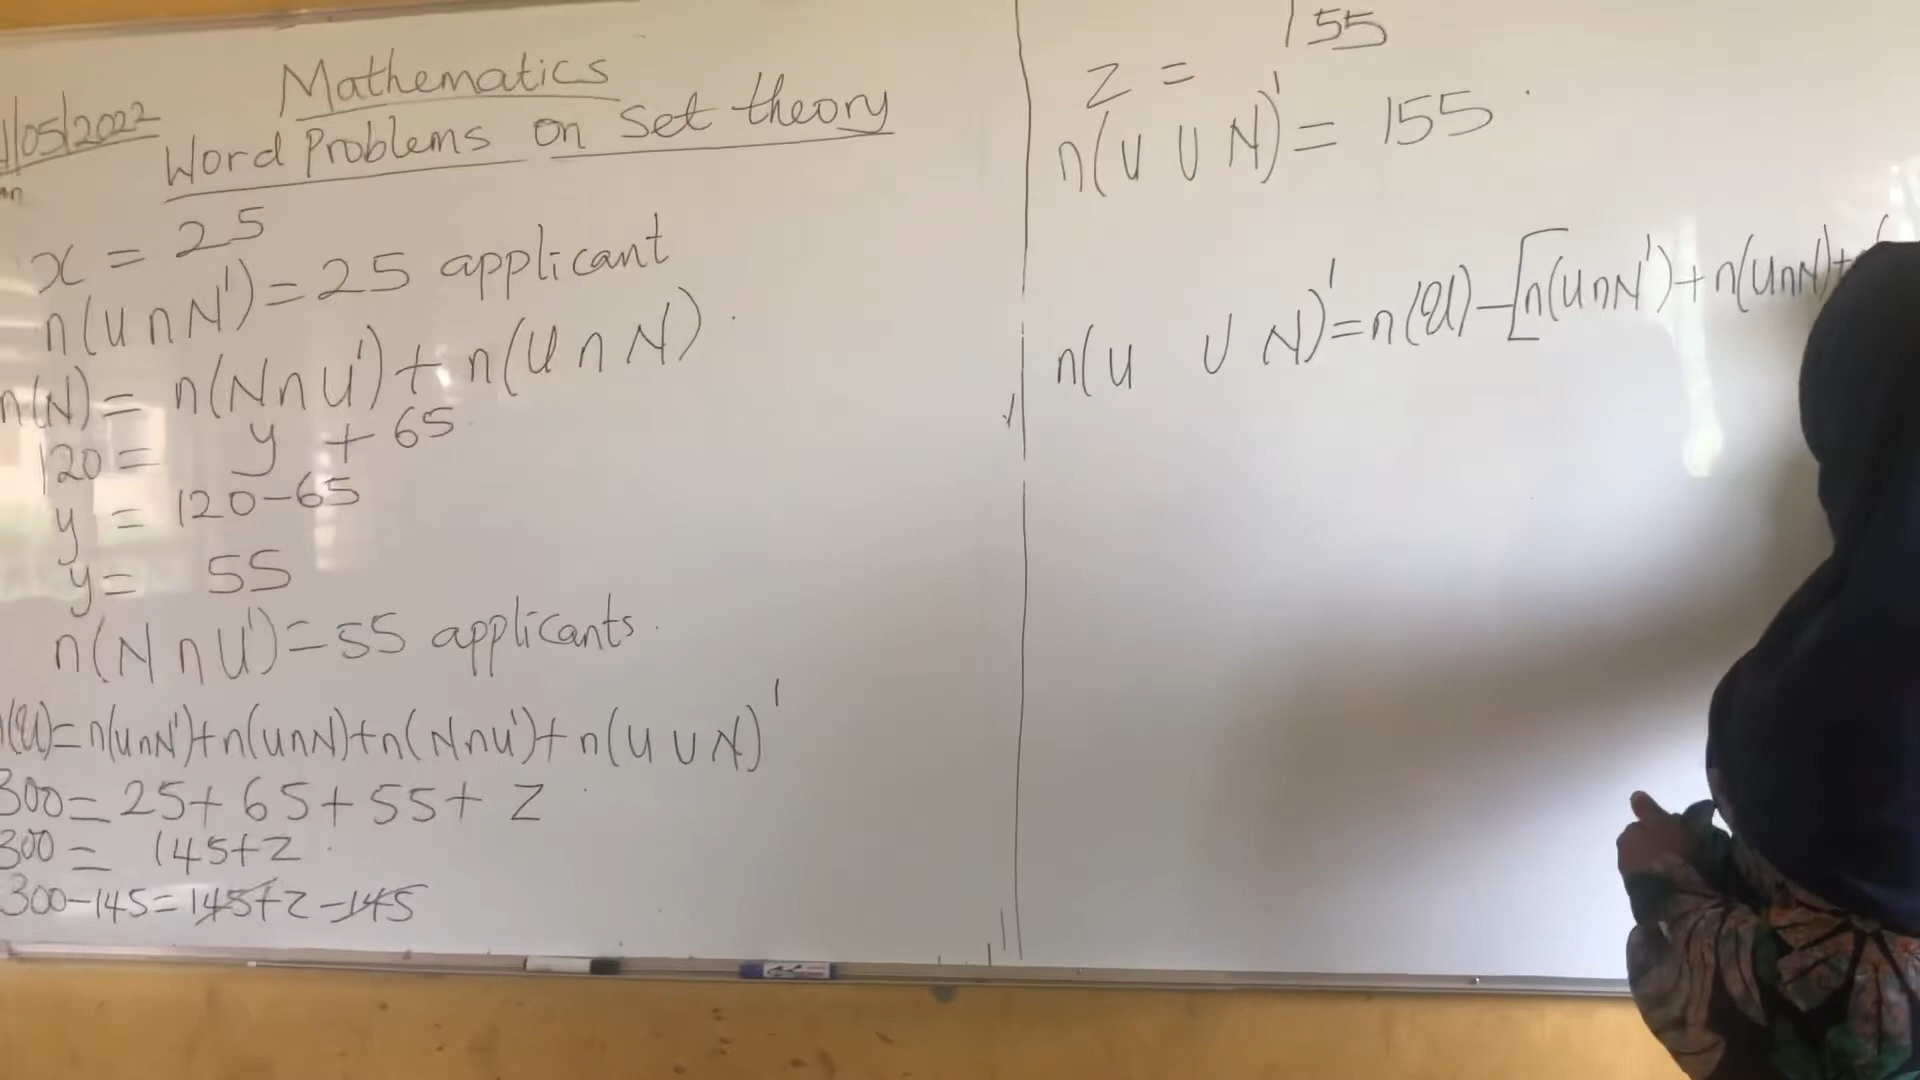 Mathematics
/05/2022
Word Problems on Set theory
x = 25
n(U∩N') = 25 applicant
n(N) = n(N∩U') + n(U∩N).
120 = y + 65
y = 120-65
y = 55
n(N∩U') = 55 applicants.
(U) = n(U∩N') + n(U∩N) + n(N∩U') + n(U∪N)'
300 = 25 + 65 + 55 + Z
300 = 145 + Z
300-145 = 145+Z-145
155
Z =
n(U∪N)' = 155
n(U ∪ N)' = n(U) - [n(U∩N') + n(U∩N) +